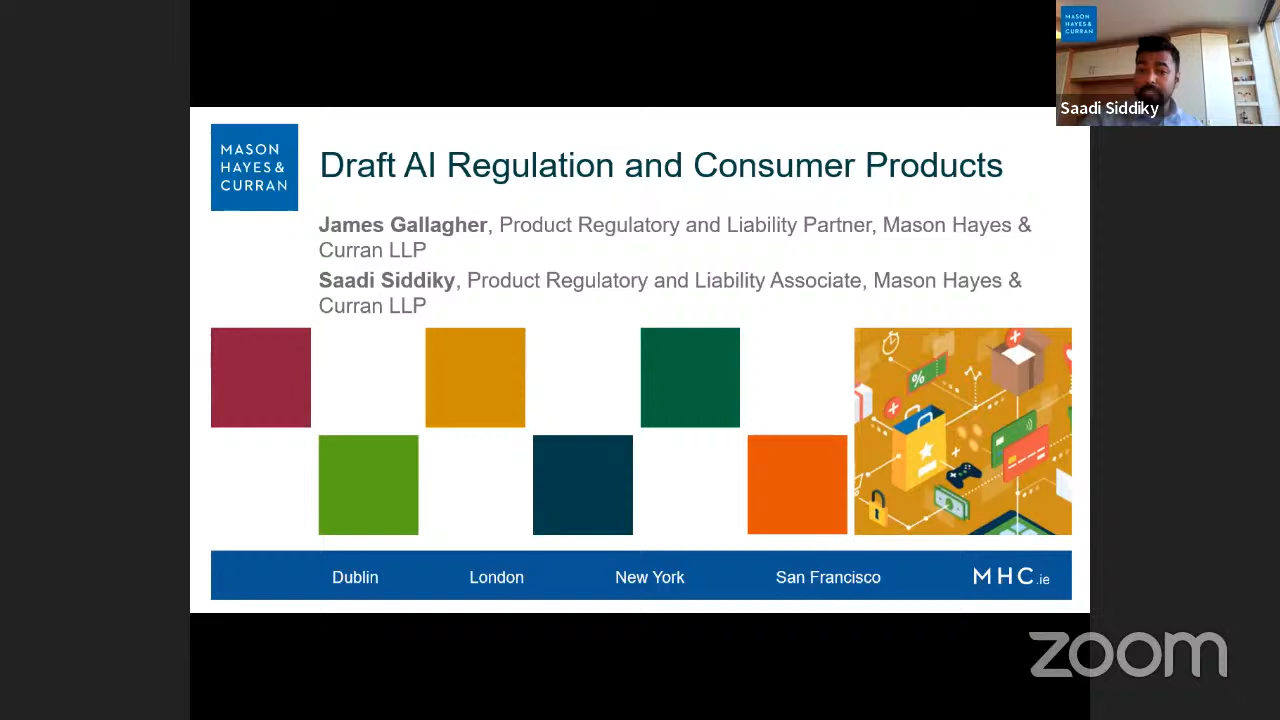 MASON
HAYES &
CURRAN
Saadi Siddiky
MASON
HAYES &
CURRAN
Draft AI Regulation and Consumer Products
James Gallagher, Product Regulatory and Liability Partner, Mason Hayes &
Curran LLP
Saadi Siddiky, Product Regulatory and Liability Associate, Mason Hayes &
Curran LLP
%
Dublin London New York San Francisco MHC.ie
zoom